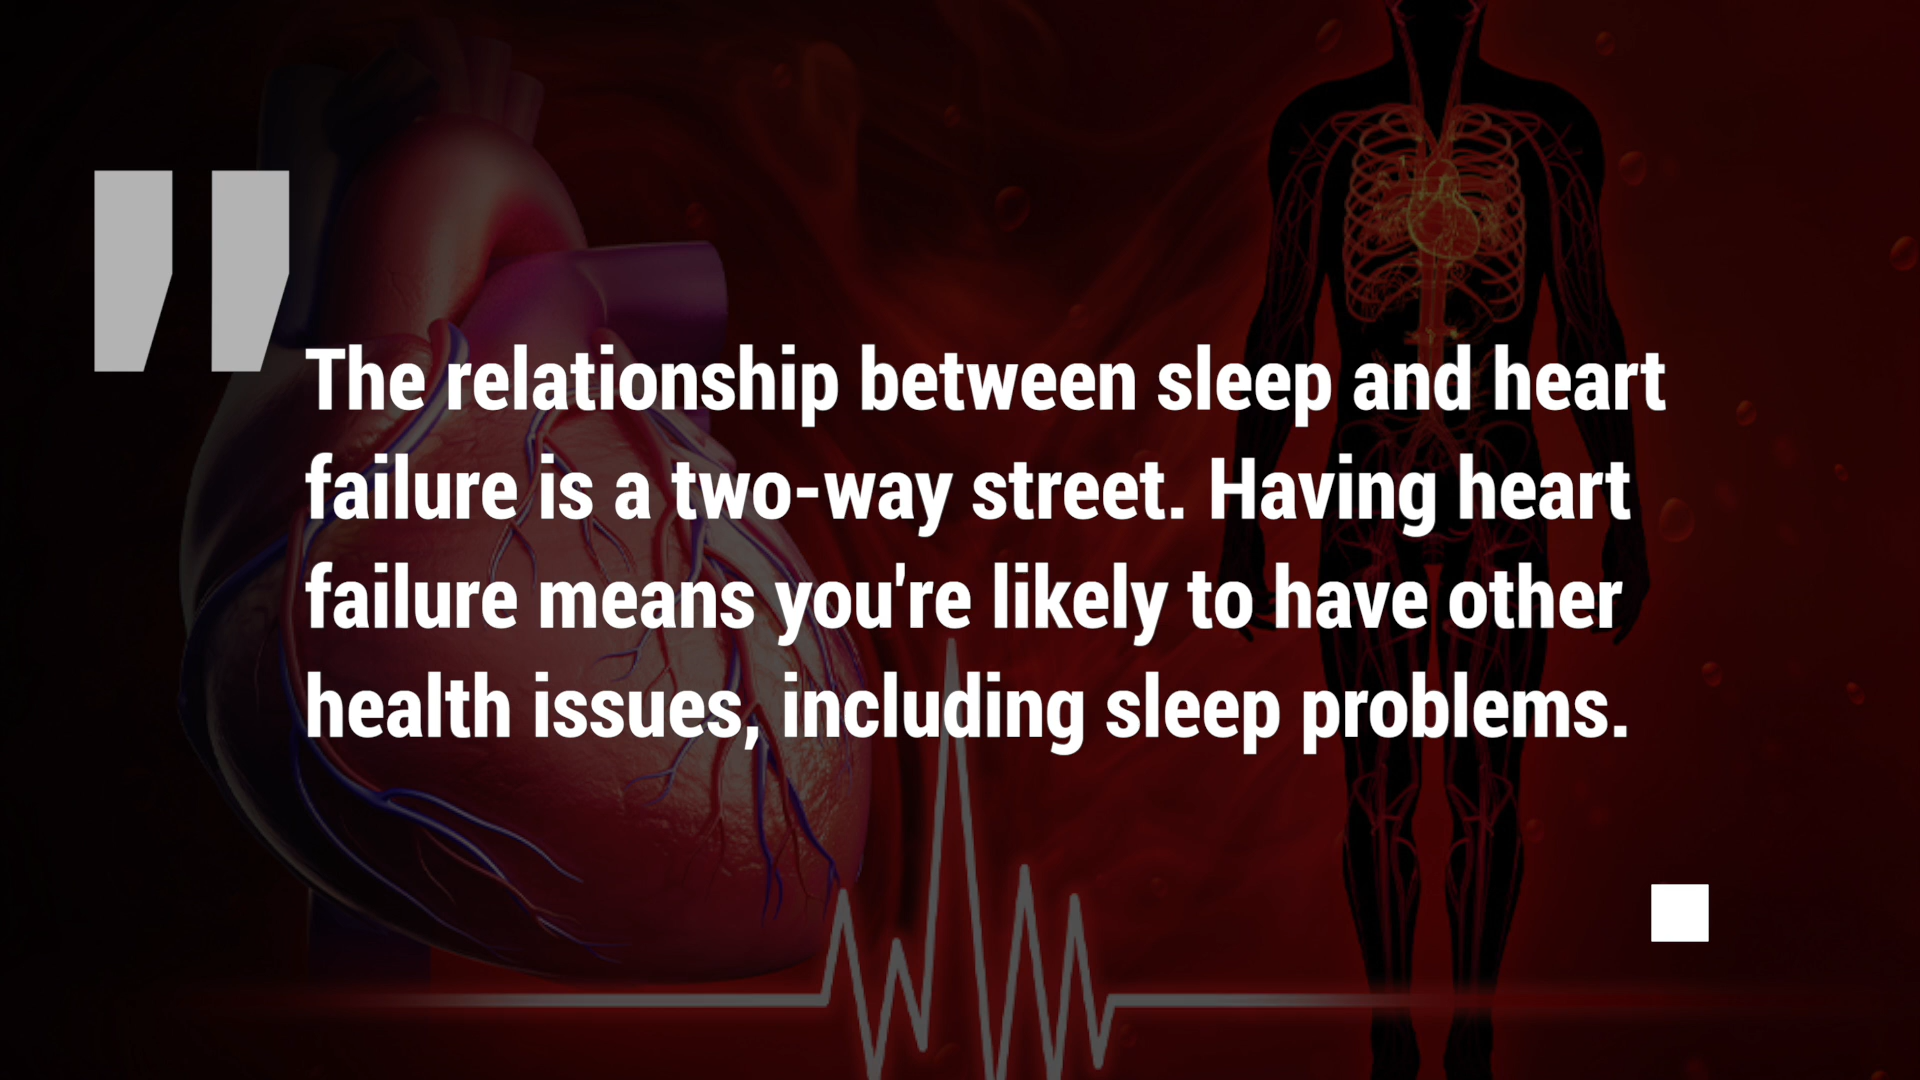 "
The relationship between sleep and heart
failure is a two-way street. Having heart
failure means you're likely to have other
health issues, including sleep problems.